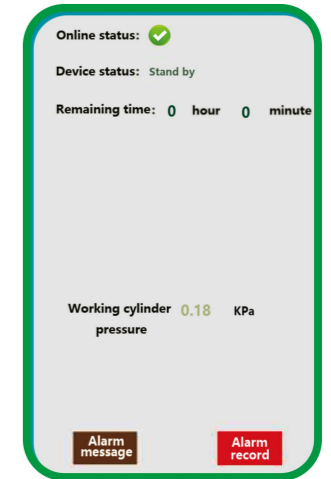 Online status:
Device status: Stand by
Remaining time: 0 hour 0 minute
Working cylinder 0.18 KPa
pressure
Alarm message
Alarm record